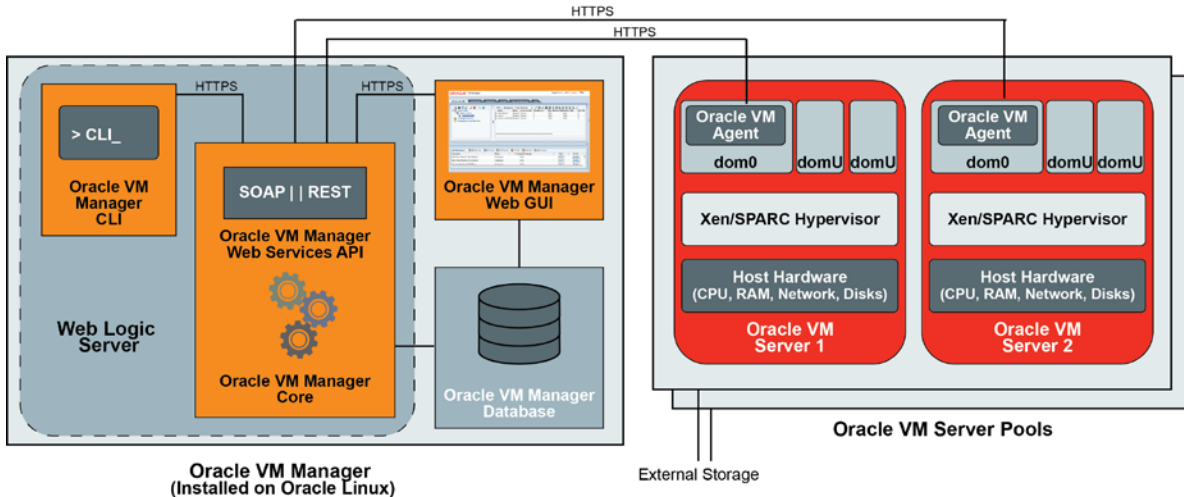 HTTPS
HTTPS
HTTPS
HTTPS
> CLI_
Oracle VM
Manager
CLI
SOAP || REST
Oracle VM Manager
Web Services API
Oracle VM Manager
Core
Web Logic
Server
Oracle VM Manager
Web GUI
Oracle VM Manager
Database
Oracle VM Manager
(Installed on Oracle Linux)
Oracle VM
Agent
dom0
domU
domU
Xen/SPARC Hypervisor
Host Hardware
(CPU, RAM, Network, Disks)
Oracle VM
Server 1
Oracle VM
Agent
dom0
domU
domU
Xen/SPARC Hypervisor
Host Hardware
(CPU, RAM, Network, Disks)
Oracle VM
Server 2
Oracle VM Server Pools
External Storage